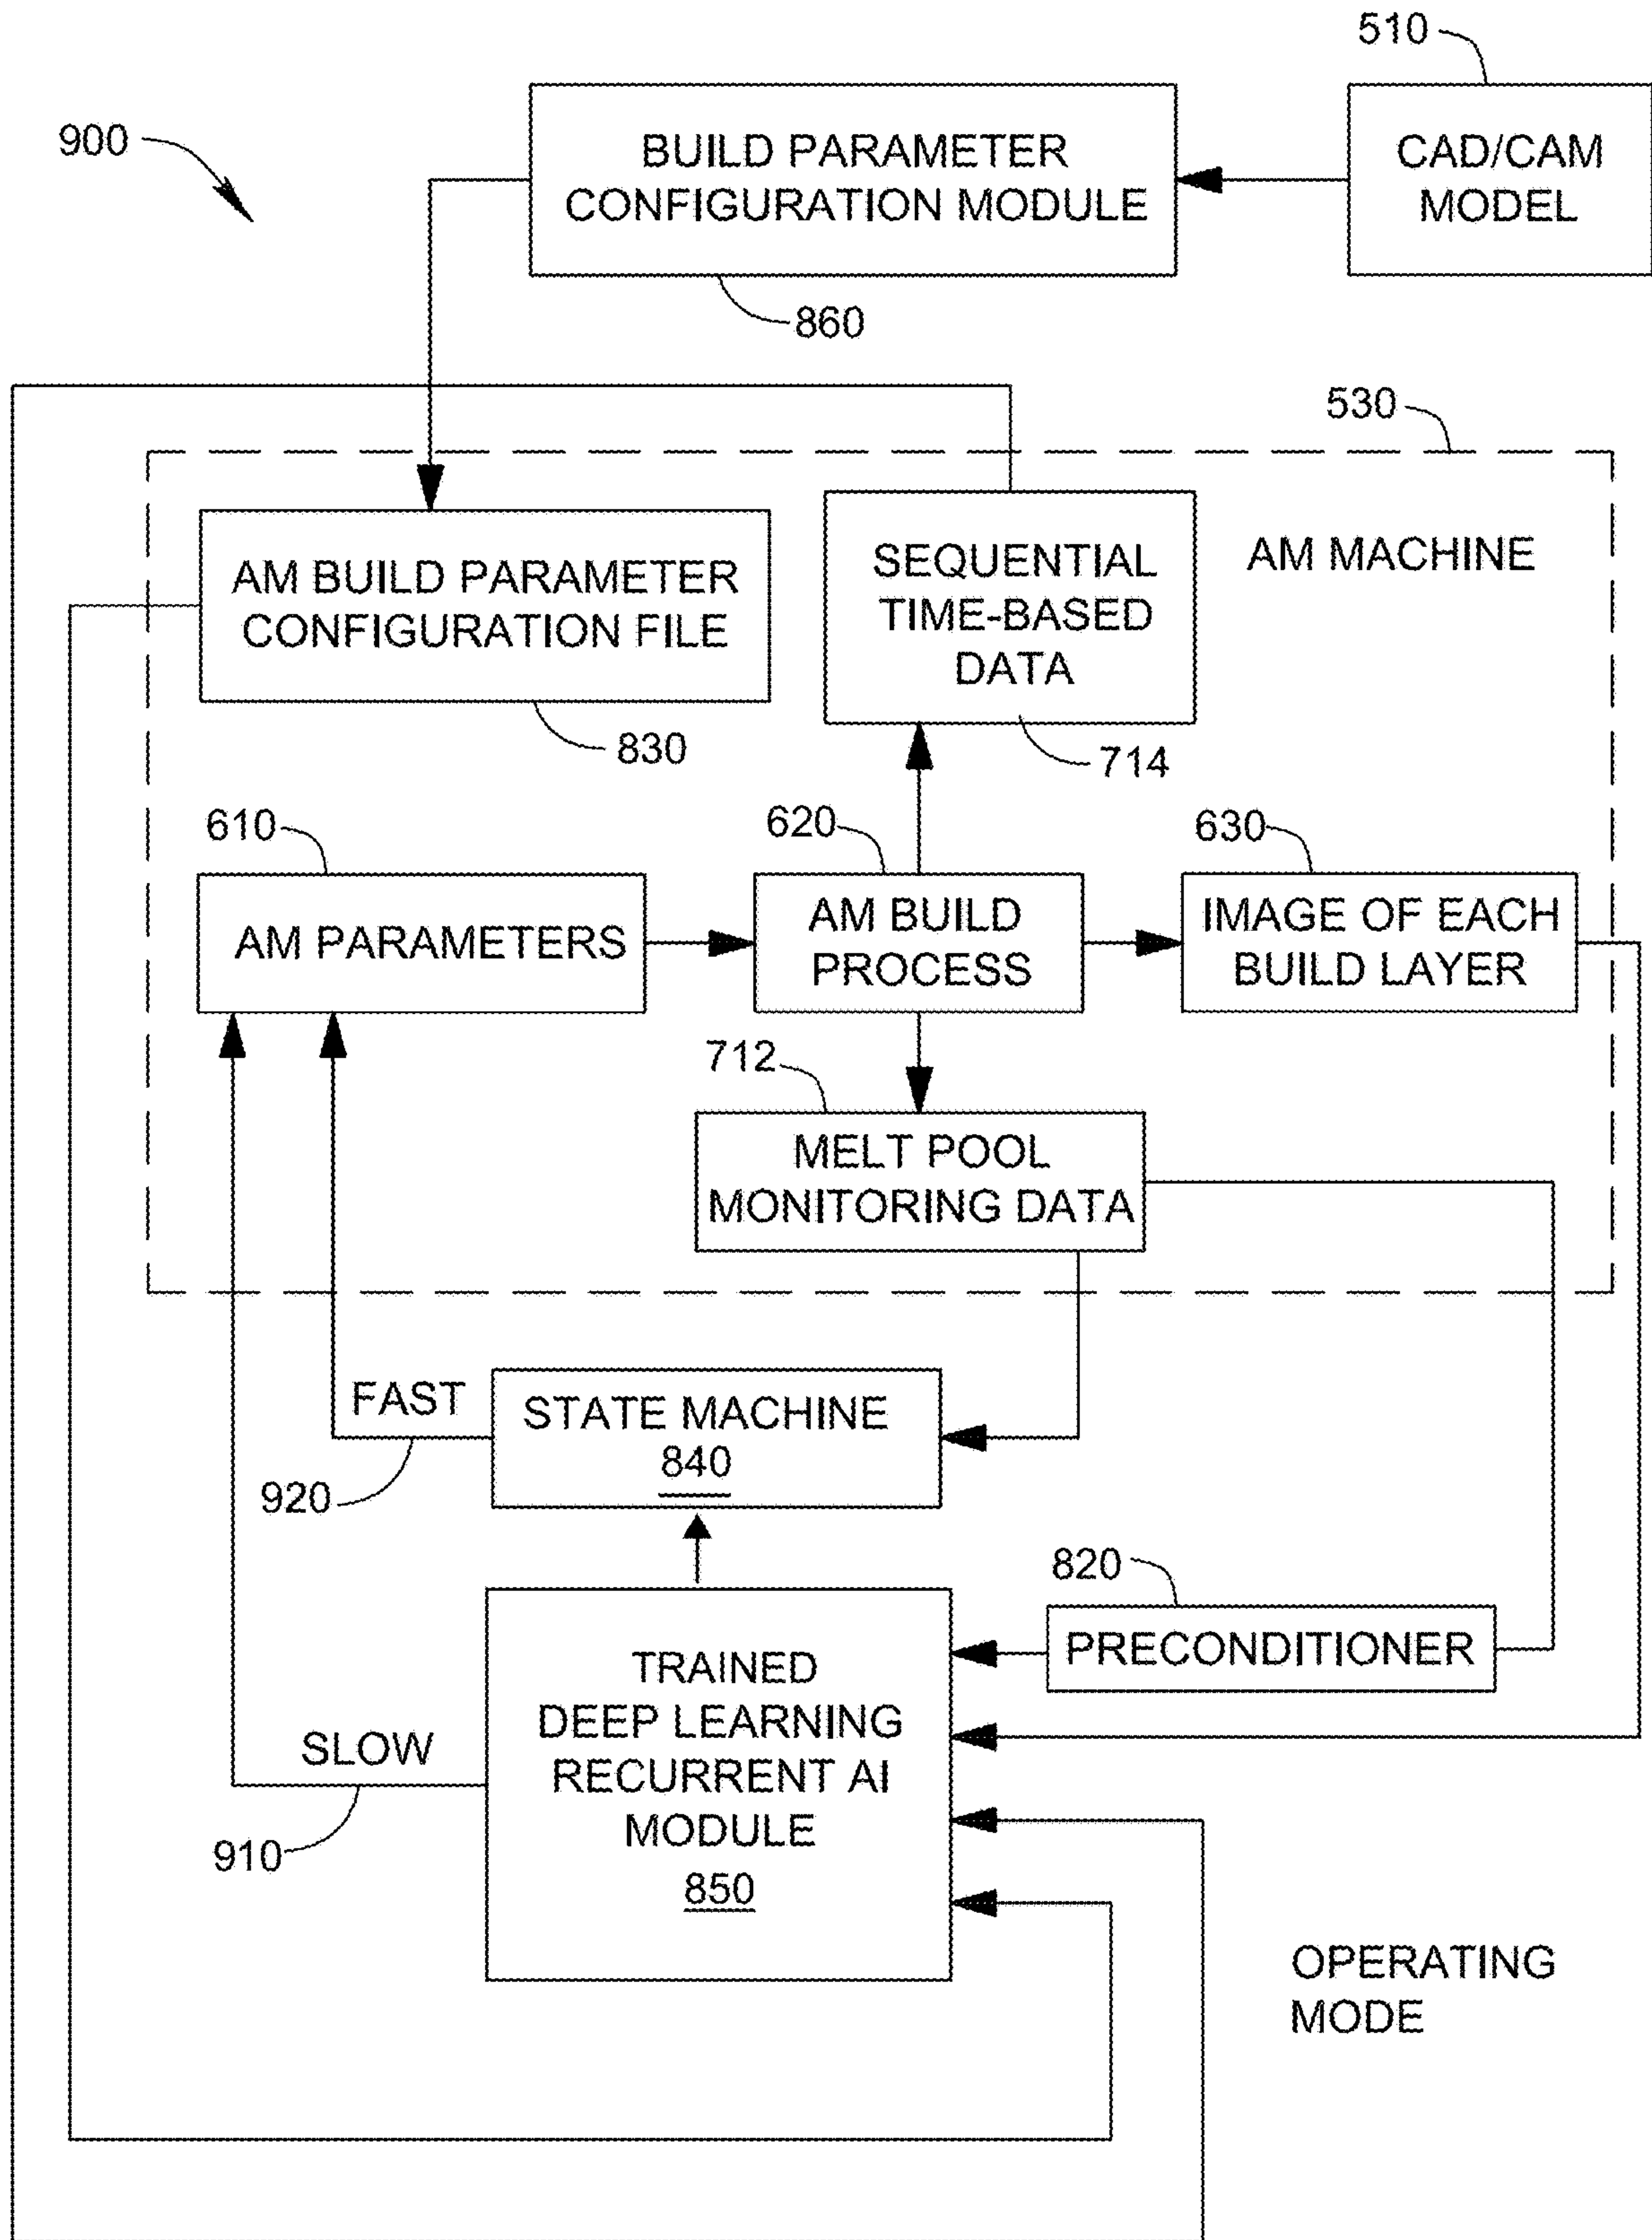 510
900
BUILD PARAMETER
CONFIGURATION MODULE
CAD/CAM
MODEL
860
530
AM BUILD PARAMETER
CONFIGURATION FILE
SEQUENTIAL
TIME-BASED
DATA
AM MACHINE
830
714
610
620
630
AM PARAMETERS
AM BUILD
PROCESS
IMAGE OF EACH
BUILD LAYER
712
MELT POOL
MONITORING DATA
FAST
STATE MACHINE
840
920
820
PRECONDITIONER
TRAINED
DEEP LEARNING
RECURRENT AI
MODULE
850
SLOW
910
OPERATING
MODE